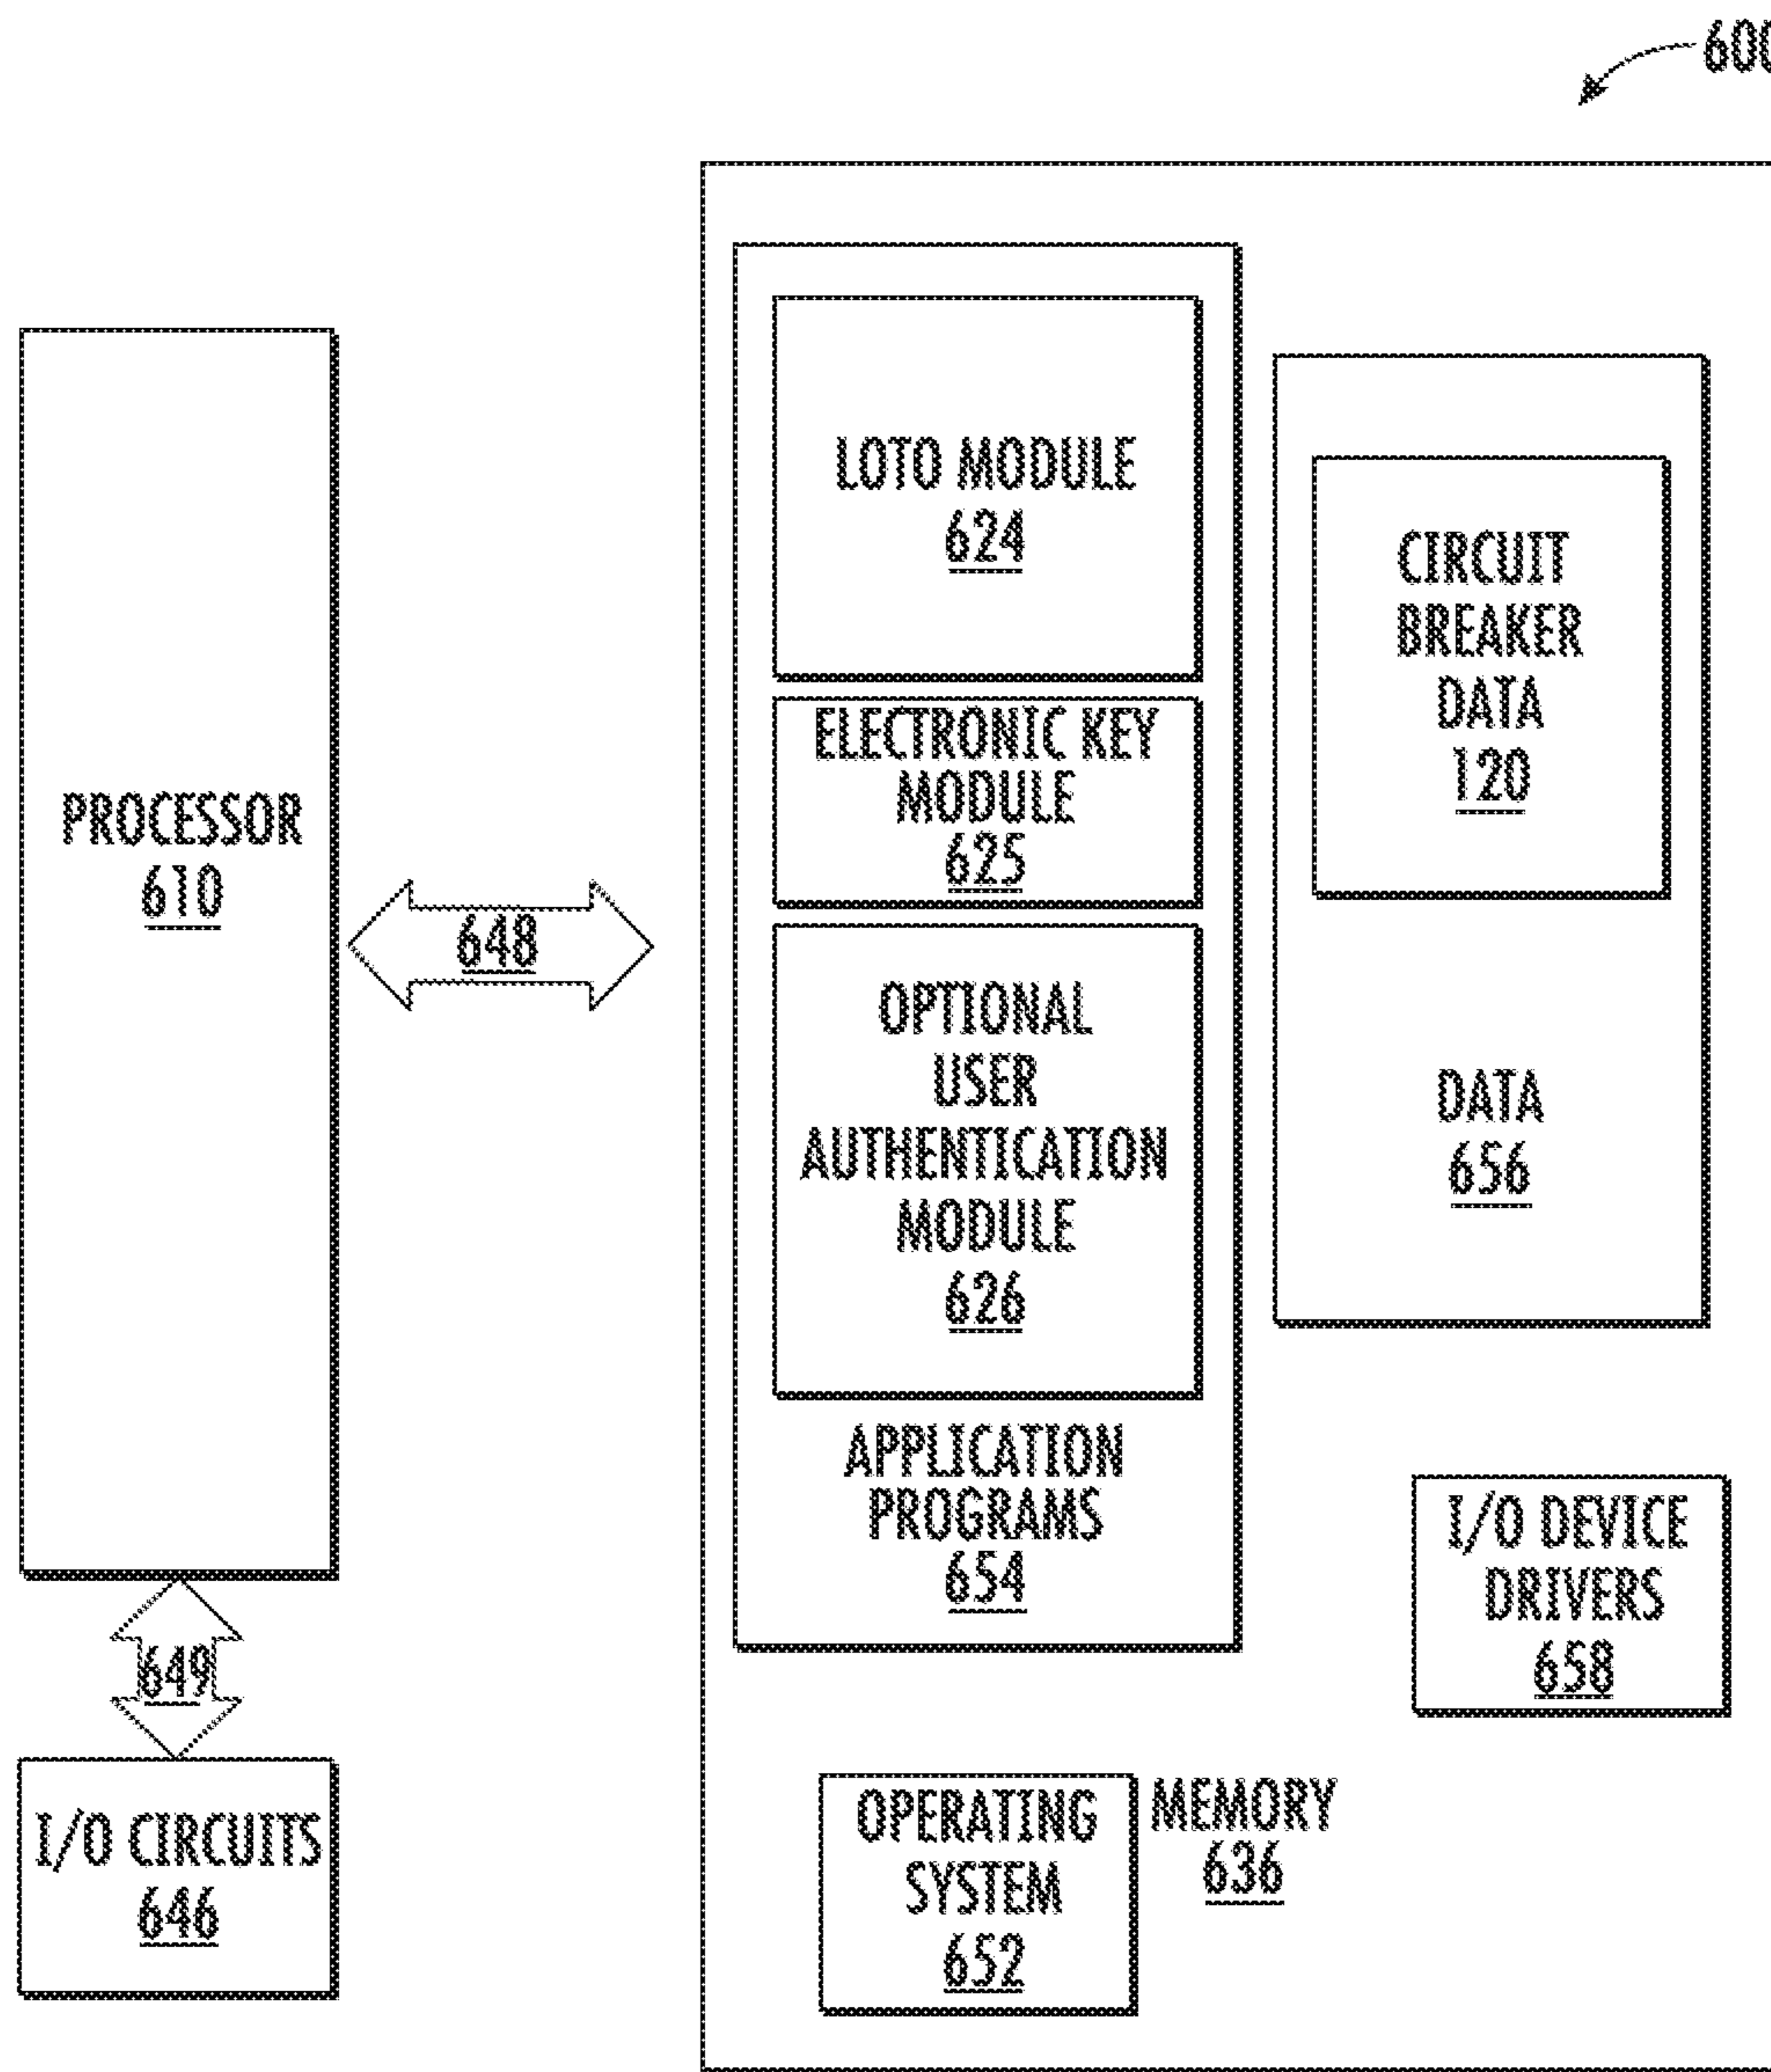 600
LOTO MODULE
624
ELECTRONIC KEY
MODULE
625
OPTIONAL
USER
AUTHENTICATION
MODULE
626
APPLICATION
PROGRAMS
654
CIRCUIT
BREAKER
DATA
120
DATA
656
I/O DEVICE
DRIVERS
658
OPERATING
SYSTEM
652
MEMORY
636
PROCESSOR
610
648
649
I/O CIRCUITS
646